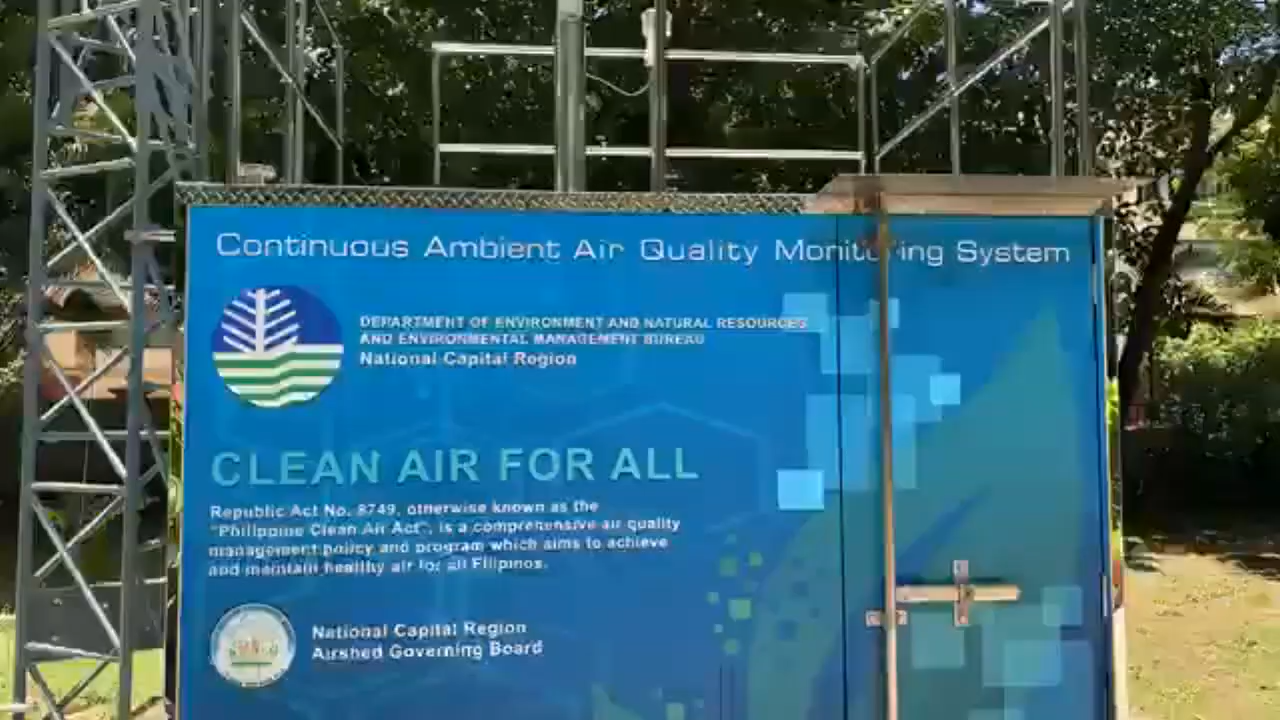 Continuous Ambient Air Quality Monitoring System
DEPARTMENT OF ENVIRONMENT AND NATURAL RESOURCES
AND ENVIRONMENTAL MANAGEMENT BUREAU
National Capital Region
CLEAN AIR FOR ALL
Republic Act No. 8749, otherwise known as the
"Philippine Clean Air Act", is a comprehensive air quality
management policy and program which aims to achieve
and maintain healthy air for all Filipinos.
National Capital Region
Airshed Governing Board